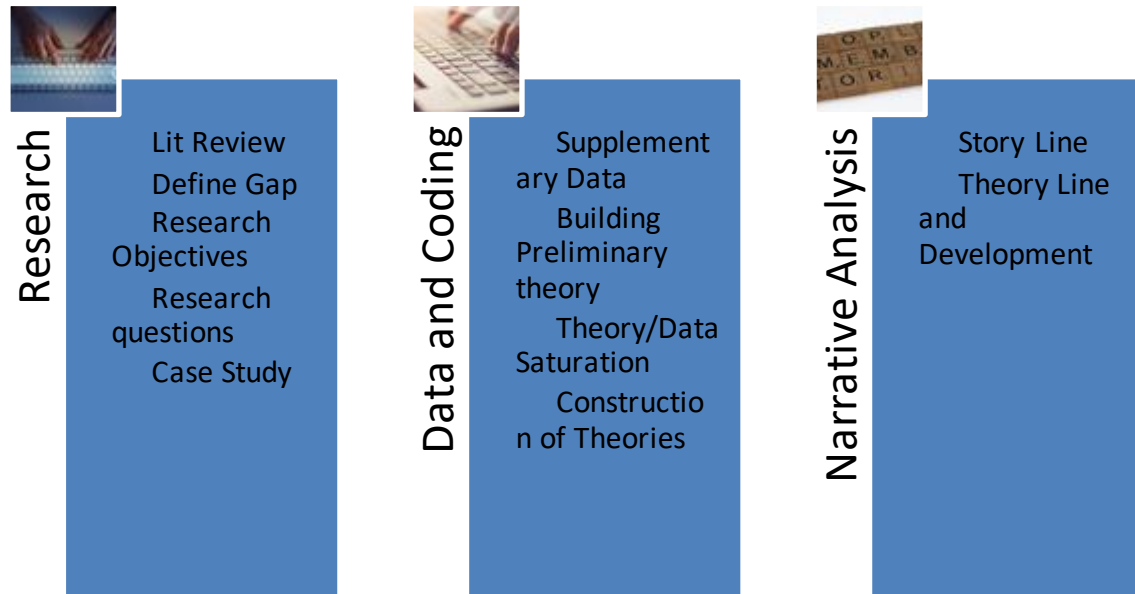 Research
Lit Review
Define Gap
Research
Objectives
Research
questions
Case Study
Data and Coding
Supplement
ary Data
Building
Preliminary
theory
Theory/Data
Saturation
Constructio
n of Theories
O P L
M E M B
T O R I
Narrative Analysis
Story Line
Theory Line
and
Development